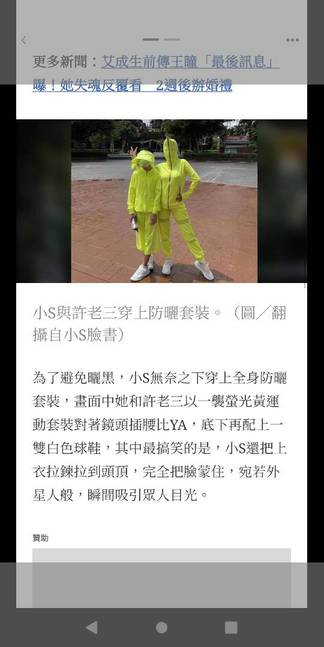 更多新聞：艾成生前傳王瞳「最後訊息」
曝！她失魂反覆看　2週後辦婚禮
小S與許老三穿上防曬套裝。（圖／翻
攝自小S臉書）
為了避免曬黑，小S無奈之下穿上全身防曬
套裝，畫面中她和許老三以一襲螢光黃運
動套裝對著鏡頭插腰比YA，底下再配上一
雙白色球鞋，其中最搞笑的是，小S還把上
衣拉鍊拉到頭頂，完全把臉蒙住，宛若外
星人般，瞬間吸引眾人目光。
贊助